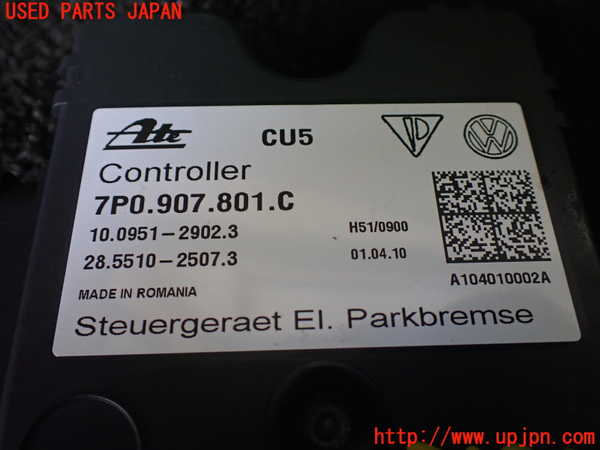 USED PARTS JAPAN
Ate CU5
Controller
7P0.907.801.C
10.0951-2902.3 H51/0900
28.5510-2507.3 01.04.10
A104010002A
MADE IN ROMANIA
Steuergeraet El. Parkbremse
http://www.upjpn.com/